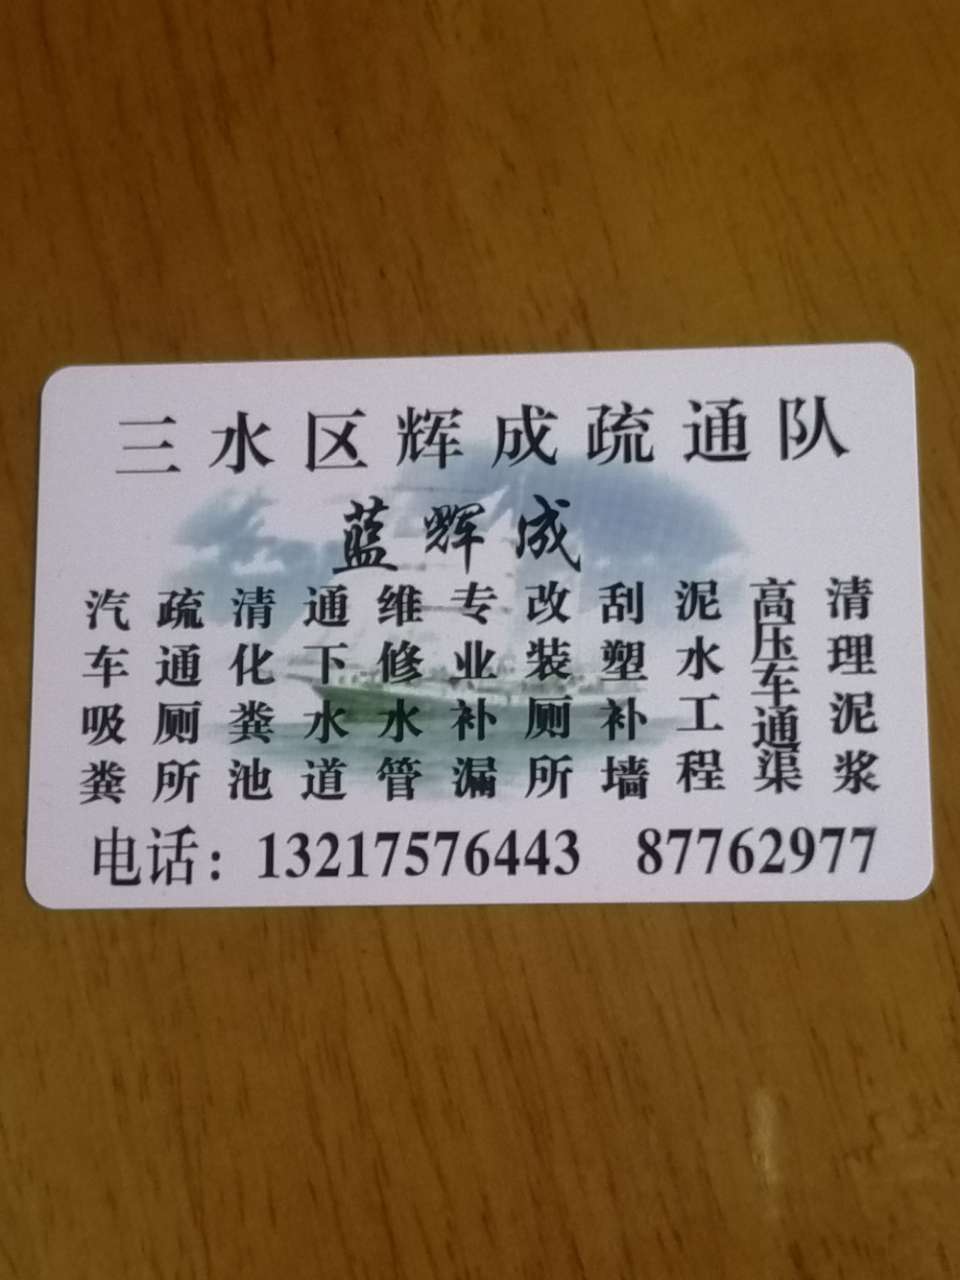 三水区辉成疏通队
蓝辉成
汽车吸粪
疏通厕所
清化粪池
通下水道
维修水管
专业补漏
改装厕所
刮塑补墙
泥水工程
高压车通渠
清理泥浆
电话：13217576443 87762977